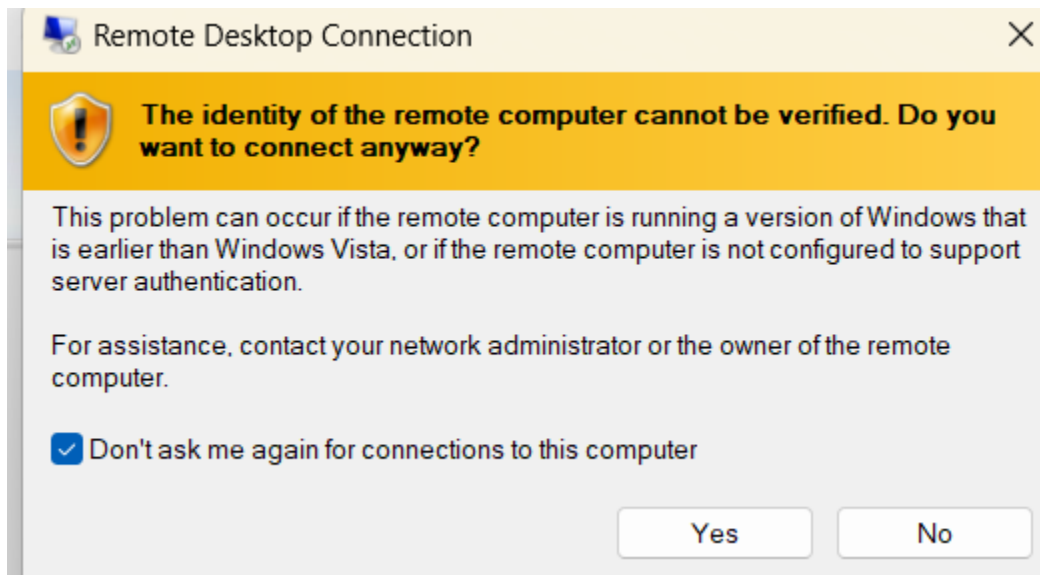 Remote Desktop Connection
The identity of the remote computer cannot be verified. Do you
want to connect anyway?
This problem can occur if the remote computer is running a version of Windows that
is earlier than Windows Vista, or if the remote computer is not configured to support
server authentication.
For assistance, contact your network administrator or the owner of the remote
computer.
Don't ask me again for connections to this computer
Yes
No